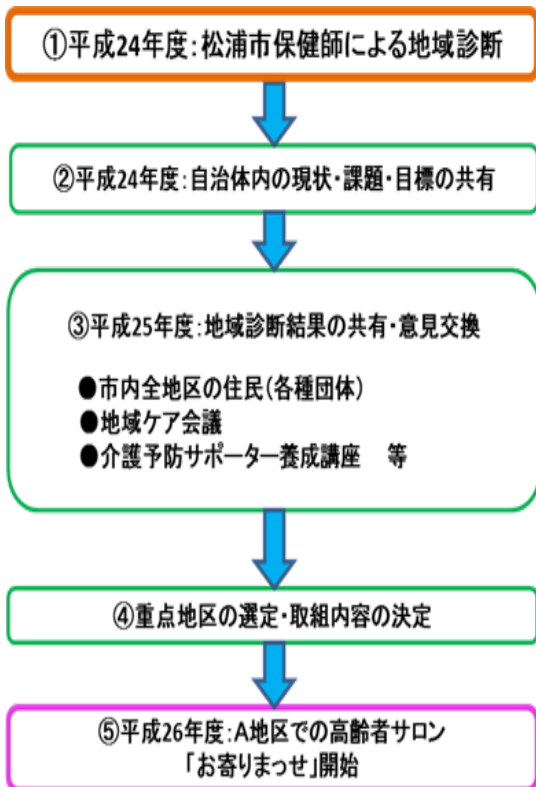 ①平成24年度:松浦市保健師による地域診断
②平成24年度:自治体内の現状・課題・目標の共有
③平成25年度:地域診断結果の共有・意見交換
●市内全地区の住民(各種団体)
●地域ケア会議
●介護予防サポーター養成講座　等
④重点地区の選定・取組内容の決定
⑤平成26年度:A地区での高齢者サロン
「お寄りまっせ」開始